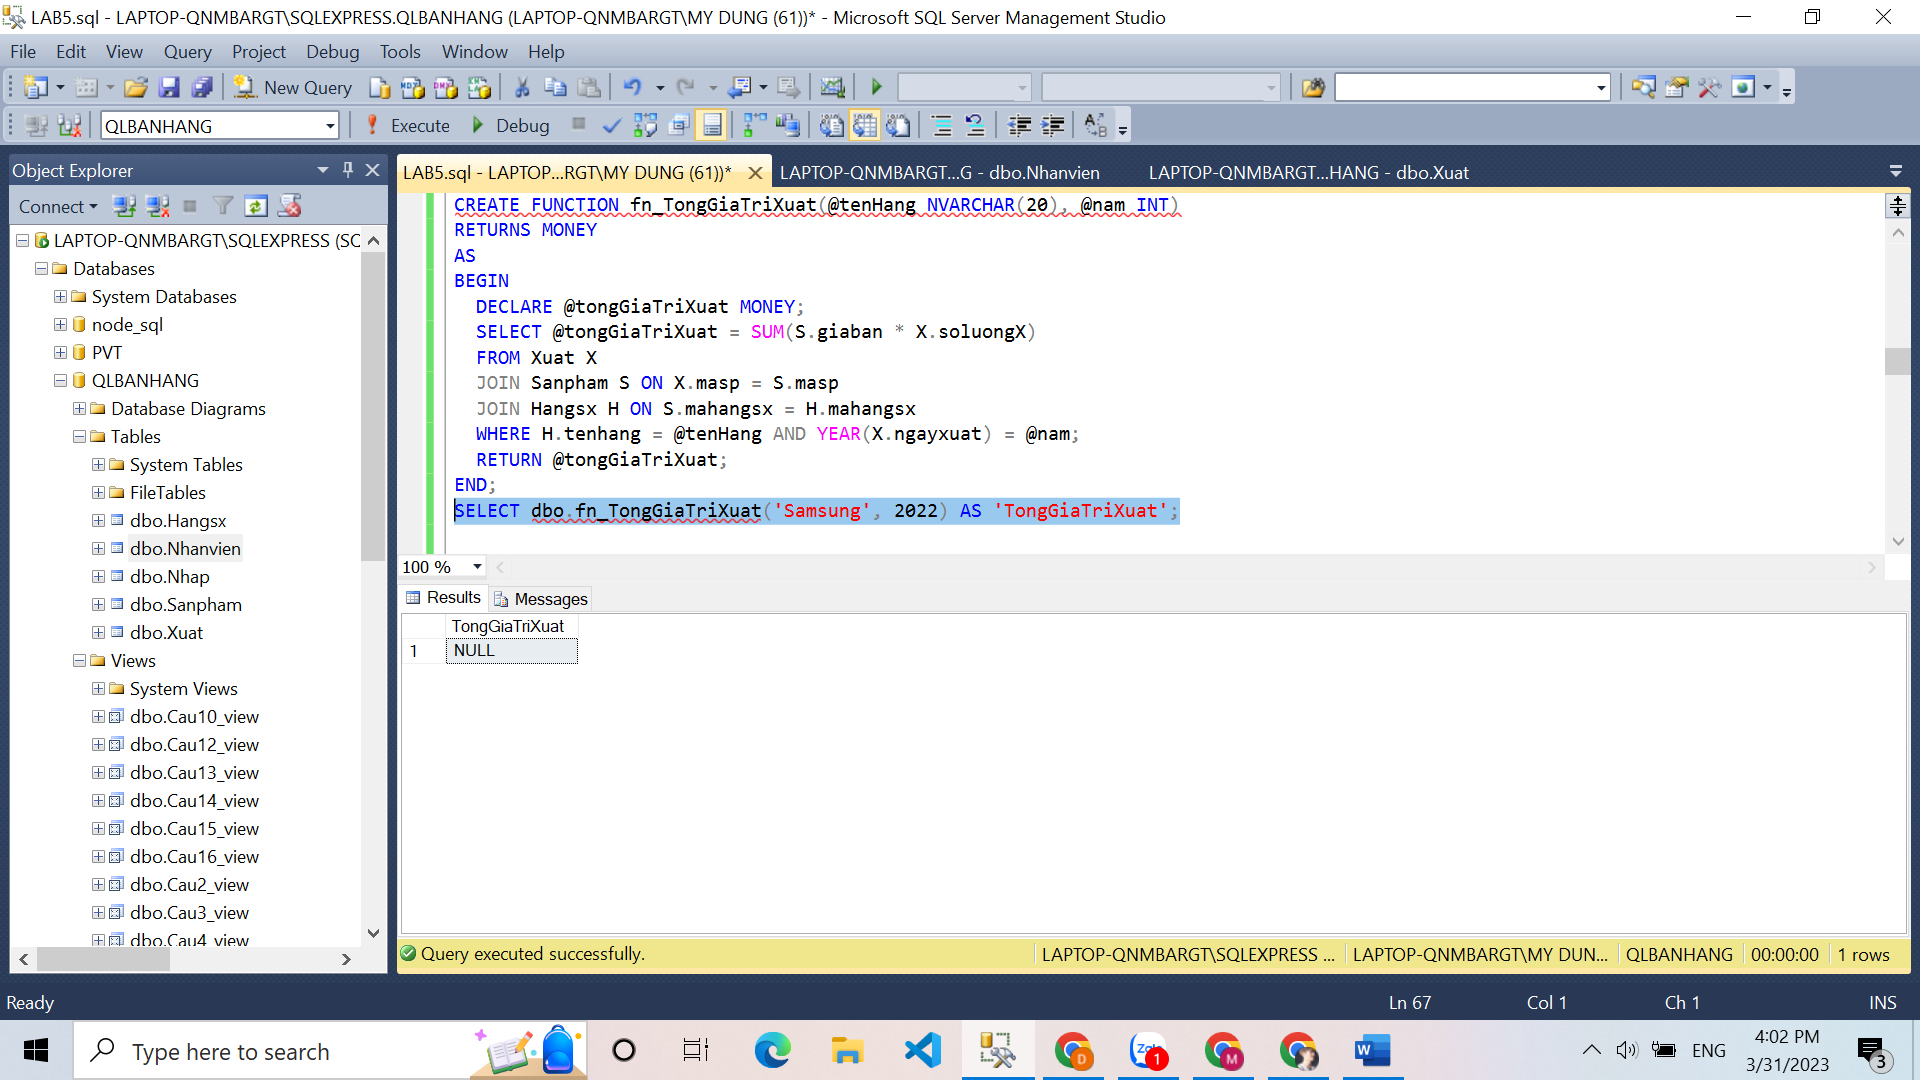 LAB5.sql - LAPTOP-QNMBARGT\SQLEXPRESS.QLBANHANG (LAPTOP-QNMBARGT\MY DUNG (61))* - Microsoft SQL Server Management Studio
File Edit View Query Project Debug Tools Window Help
New Query
QLBANHANG Execute Debug
Object Explorer
Connect
LAPTOP-QNMBARGT\SQLEXPRESS (SC
Databases
System Databases
node_sql
PVT
QLBANHANG
Database Diagrams
Tables
System Tables
FileTables
dbo.Hangsx
dbo.Nhanvien
dbo.Nhap
dbo.Sanpham
dbo.Xuat
Views
System Views
dbo.Cau10_view
dbo.Cau12_view
dbo.Cau13_view
dbo.Cau14_view
dbo.Cau15_view
dbo.Cau16_view
dbo.Cau2_view
dbo.Cau3_view
dbo.Cau4_view
LAB5.sql - LAPTOP...RGT\MY DUNG (61))* LAPTOP-QNMBARGT...G - dbo.Nhanvien LAPTOP-QNMBARGT...HANG - dbo.Xuat
CREATE FUNCTION fn_TongGiaTriXuat(@tenHang NVARCHAR(20), @nam INT)
RETURNS MONEY
AS
BEGIN
DECLARE @tongGiaTriXuat MONEY;
SELECT @tongGiaTriXuat = SUM(S.giaban * X.soluongX)
FROM Xuat X
JOIN Sanpham S ON X.masp = S.masp
JOIN Hangsx H ON S.mahangsx = H.mahangsx
WHERE H.tenhang = @tenHang AND YEAR(X.ngayxuat) = @nam;
RETURN @tongGiaTriXuat;
END;
SELECT dbo.fn_TongGiaTriXuat('Samsung', 2022) AS 'TongGiaTriXuat';
100 %
Results Messages
TongGiaTriXuat
1 NULL
Query executed successfully. LAPTOP-QNMBARGT\SQLEXPRESS ... LAPTOP-QNMBARGT\MY DUN... QLBANHANG 00:00:00 1 rows
Ready Ln 67 Col 1 Ch 1 INS
Type here to search
ENG
4:02 PM
3/31/2023
3